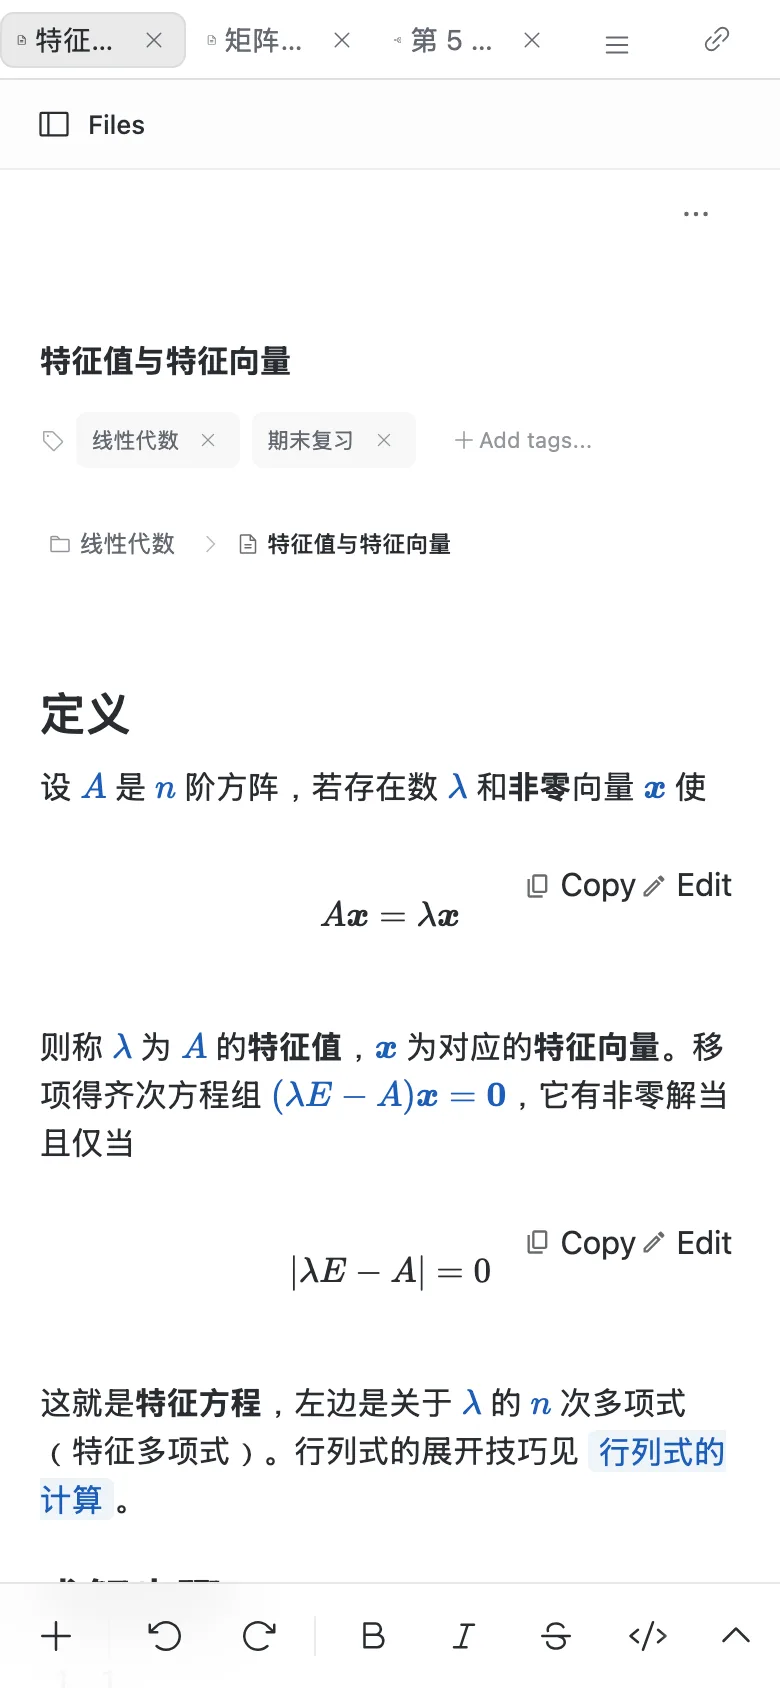 特征...
矩阵...
第 5 ...
Files
特征值与特征向量
线性代数
期末复习
Add tags...
线性代数
特征值与特征向量
定义
设 A 是 n 阶方阵，若存在数 λ 和非零向量 x 使
Copy
Edit
Ax = λx
则称 λ 为 A 的特征值，x 为对应的特征向量。移
项得齐次方程组 (λE − A)x = 0，它有非零解当
且仅当
Copy
Edit
|λE − A| = 0
这就是特征方程，左边是关于 λ 的 n 次多项式
（特征多项式）。行列式的展开技巧见 行列式的
计算 。
B
I
S
</>